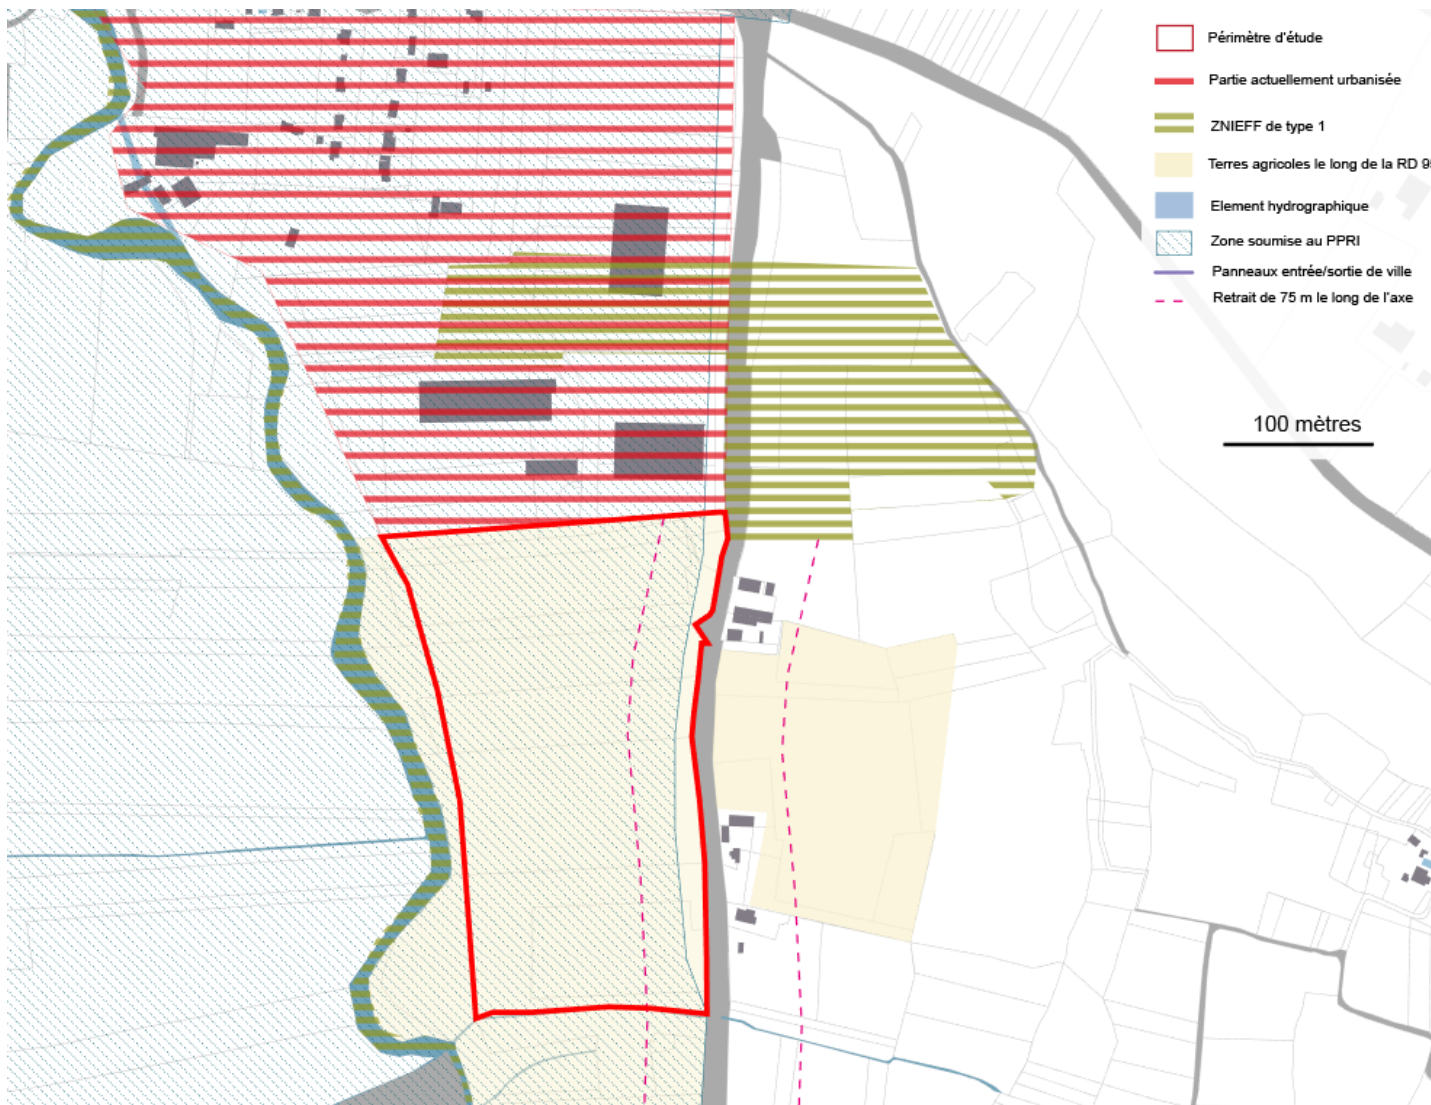 Périmètre d'étude
Partie actuellement urbanisée
ZNIEFF de type 1
Terres agricoles le long de la RD
Element hydrographique
Zone soumise au PPRI
Panneaux entrée/sortie de ville
Retrait de 75 m le long de l'axe
100 mètres